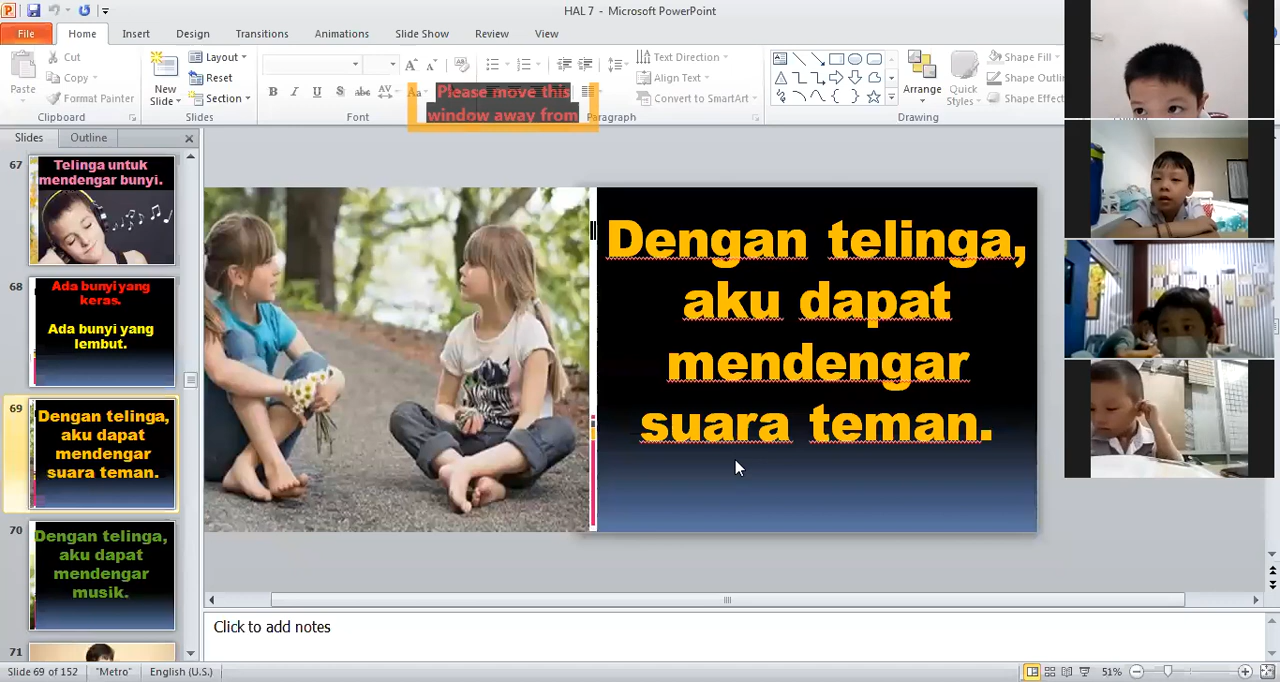 HAL 7 - Microsoft PowerPoint
File Home Insert Design Transitions Animations Slide Show Review View
Cut
Copy
Format Painter
Paste
Clipboard
New Slide
Layout
Reset
Section
Slides
B I U S abc AV Aa
Font
Please move this
window away from
Paragraph
Text Direction
Align Text
Convert to SmartArt
Arrange
Quick Styles
Drawing
Shape Fill
Shape Outli
Shape Effec
Slides Outline
67
Telinga untuk
mendengar bunyi.
68
Ada bunyi yang
keras.
Ada bunyi yang
lembut.
69
Dengan telinga,
aku dapat
mendengar
suara teman.
70
Dengan telinga,
aku dapat
mendengar
musik.
71
Dengan telinga,
aku dapat
mendengar
suara teman.
Click to add notes
Slide 69 of 152 "Metro" English (U.S.) 51%